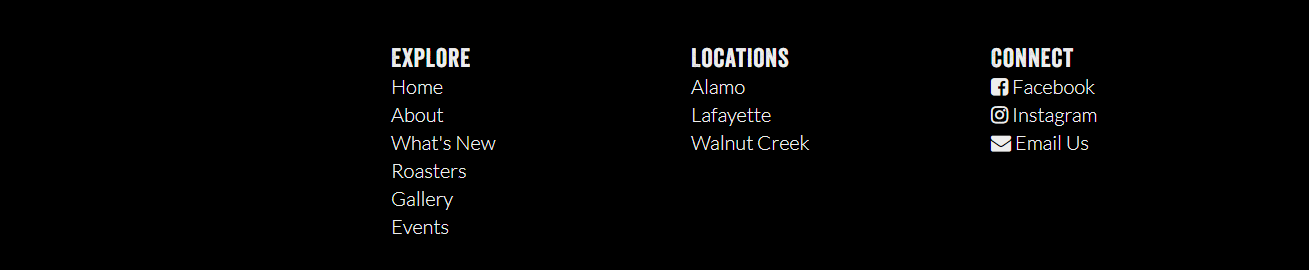 EXPLORE
Home
About
What's New
Roasters
Gallery
Events
LOCATIONS
Alamo
Lafayette
Walnut Creek
CONNECT
Facebook
Instagram
Email Us